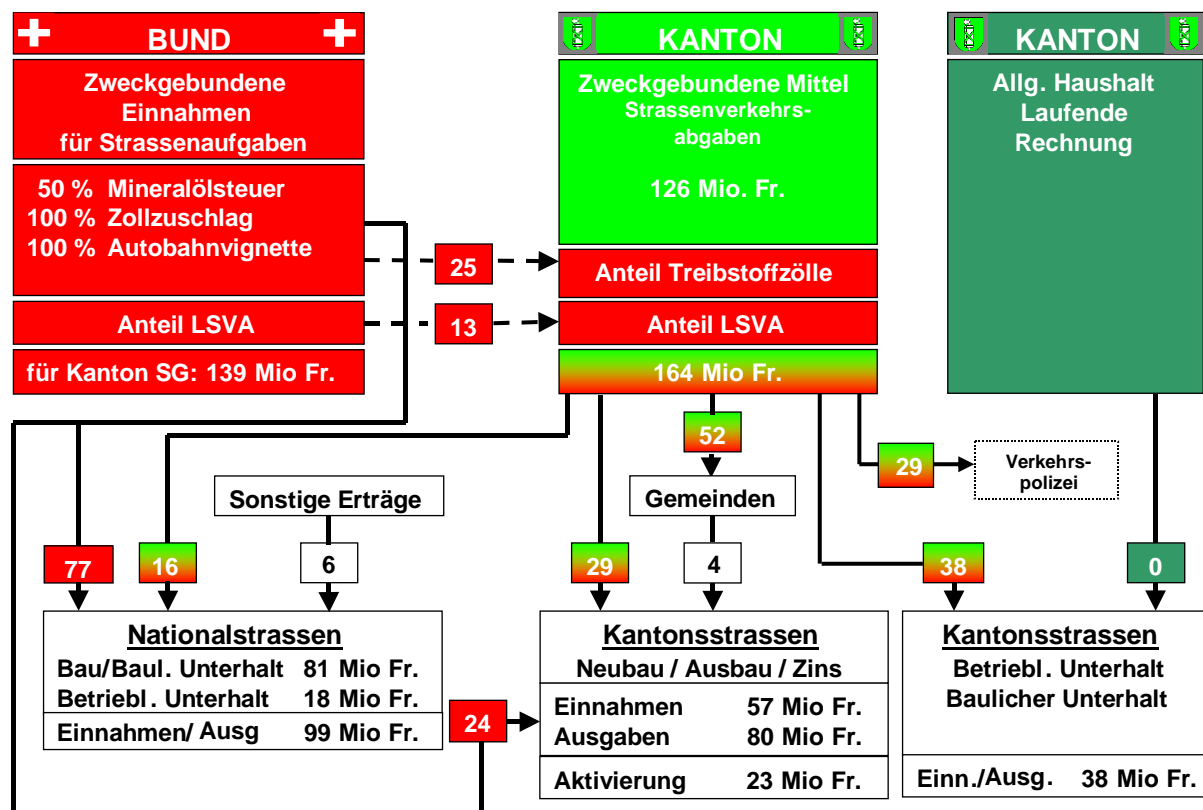 BUND
Zweckgebundene
Einnahmen
für Strassenaufgaben
50 % Mineralölsteuer
100 % Zollzuschlag
100 % Autobahnvignette
Anteil LSVA
für Kanton SG: 139 Mio Fr.
25
13
KANTON
Zweckgebundene Mittel
Strassenverkehrs-
abgaben
126 Mio. Fr.
Anteil Treibstoffzölle
Anteil LSVA
164 Mio Fr.
KANTON
Allg. Haushalt
Laufende
Rechnung
52
29
Verkehrs-
polizei
Sonstige Erträge
Gemeinden
77
16
6
29
4
38
0
Nationalstrassen
Bau/Baul. Unterhalt 81 Mio Fr.
Betriebl. Unterhalt 18 Mio Fr.
Einnahmen/ Ausg 99 Mio Fr.
24
Kantonsstrassen
Neubau / Ausbau / Zins
Einnahmen 57 Mio Fr.
Ausgaben 80 Mio Fr.
Aktivierung 23 Mio Fr.
Kantonsstrassen
Betriebl. Unterhalt
Baulicher Unterhalt
Einn./Ausg. 38 Mio Fr.